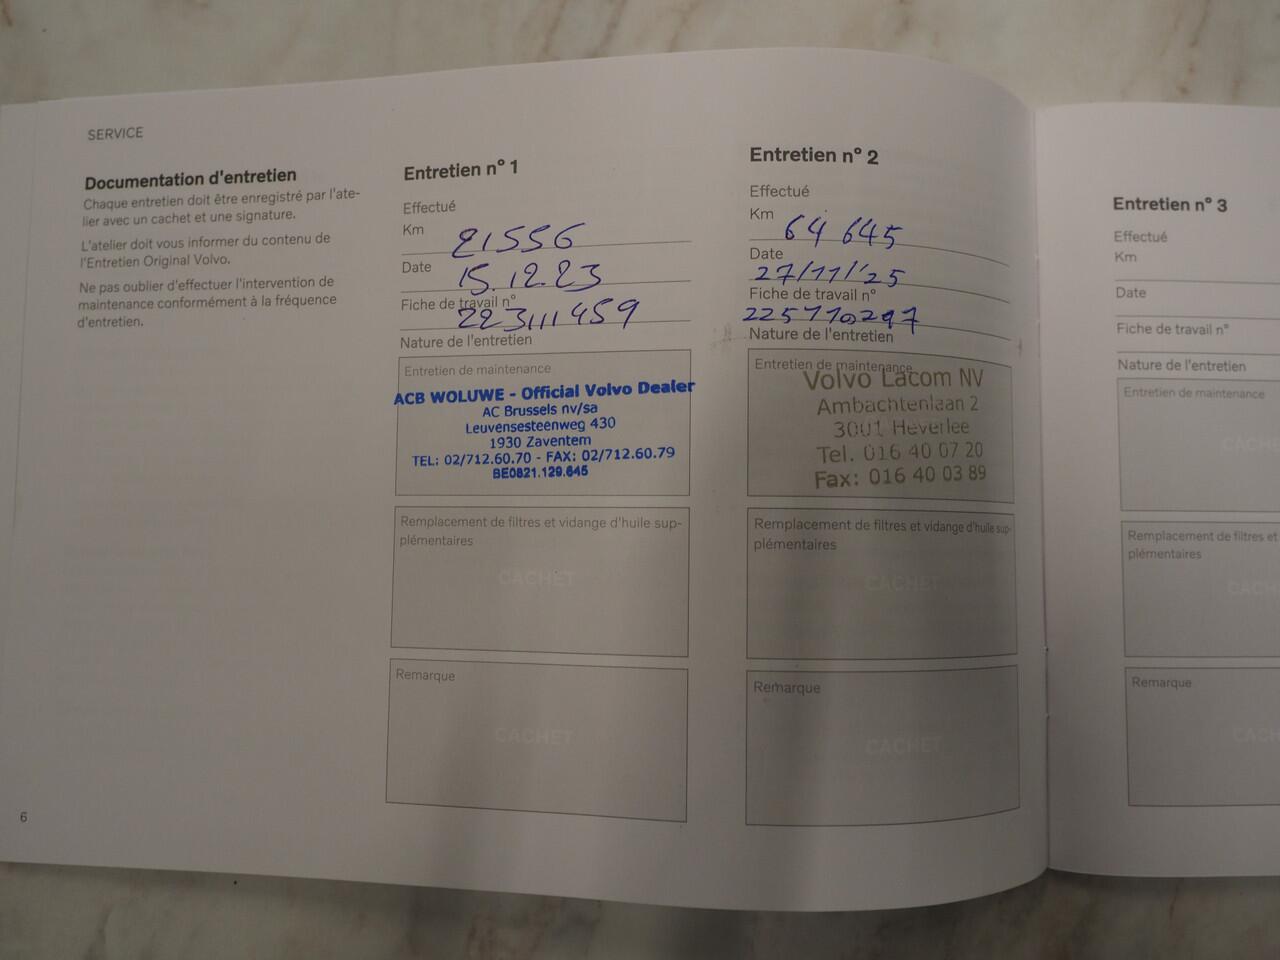 SERVICE
Documentation d'entretien
Chaque entretien doit être enregistré par l'ate-
lier avec un cachet et une signature.
L'atelier doit vous informer du contenu de
l'Entretien Original Volvo.
Ne pas oublier d'effectuer l'intervention de
maintenance conformément à la fréquence
d'entretien.
6
Entretien n° 1
Effectué
Km 21556
Date 15.12.23
Fiche de travail n° 223111459
Nature de l'entretien
Entretien de maintenance
ACB WOLUWE - Official Volvo Dealer
AC Brussels nv/sa
Leuvensesteenweg 430
1930 Zaventem
TEL: 02/712.60.70 - FAX: 02/712.60.79
BE0821.129.645
Remplacement de filtres et vidange d'huile sup-
plémentaires
CACHET
Remarque
CACHET
Entretien n° 2
Effectué
Km 64 645
Date 27/11/'25
Fiche de travail n° 225110297
Nature de l'entretien
Entretien de maintenance
Volvo Lacom NV
Ambachtenlaan 2
3001 Heverlee
Tel. 016 40 07 20
Fax: 016 40 03 89
Remplacement de filtres et vidange d'huile sup-
plémentaires
CACHET
Remarque
CACHET
Entretien n° 3
Effectué
Km
Date
Fiche de travail n°
Nature de l'entretien
Entretien de maintenance
CACH
Remplacement de filtres et
plémentaires
CACH
Remarque
CACH